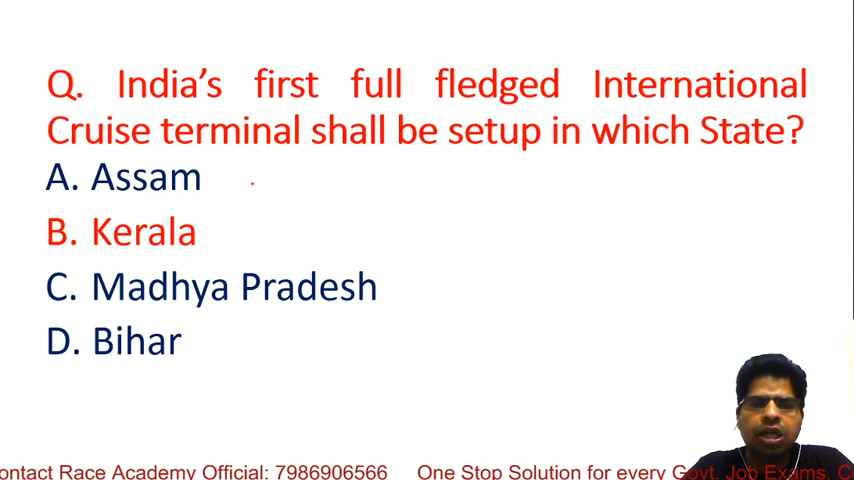 Q. India's first full fledged International
Cruise terminal shall be setup in which State?
A. Assam
B. Kerala
C. Madhya Pradesh
D. Bihar
ontact Race Academy Official: 7986906566 One Stop Solution for every Govt. Job Exams. C